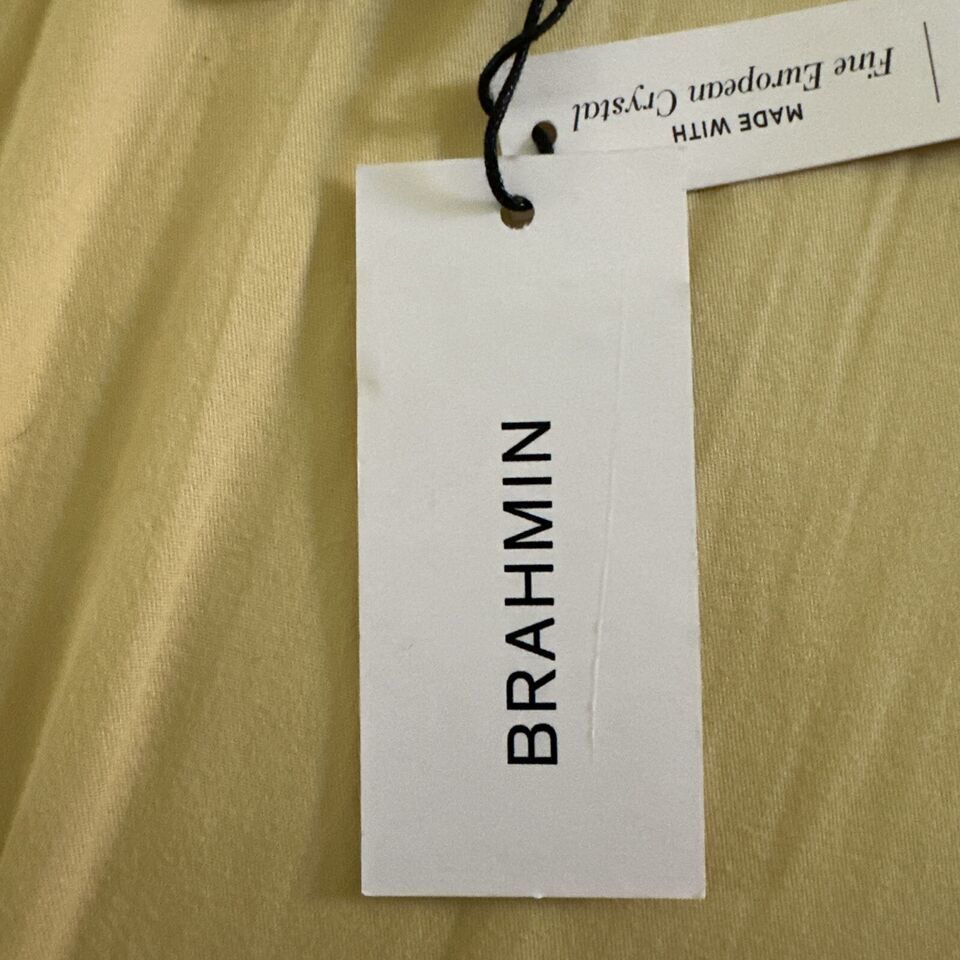 MADE WITH
Fine European Crystal
BRAHMIN